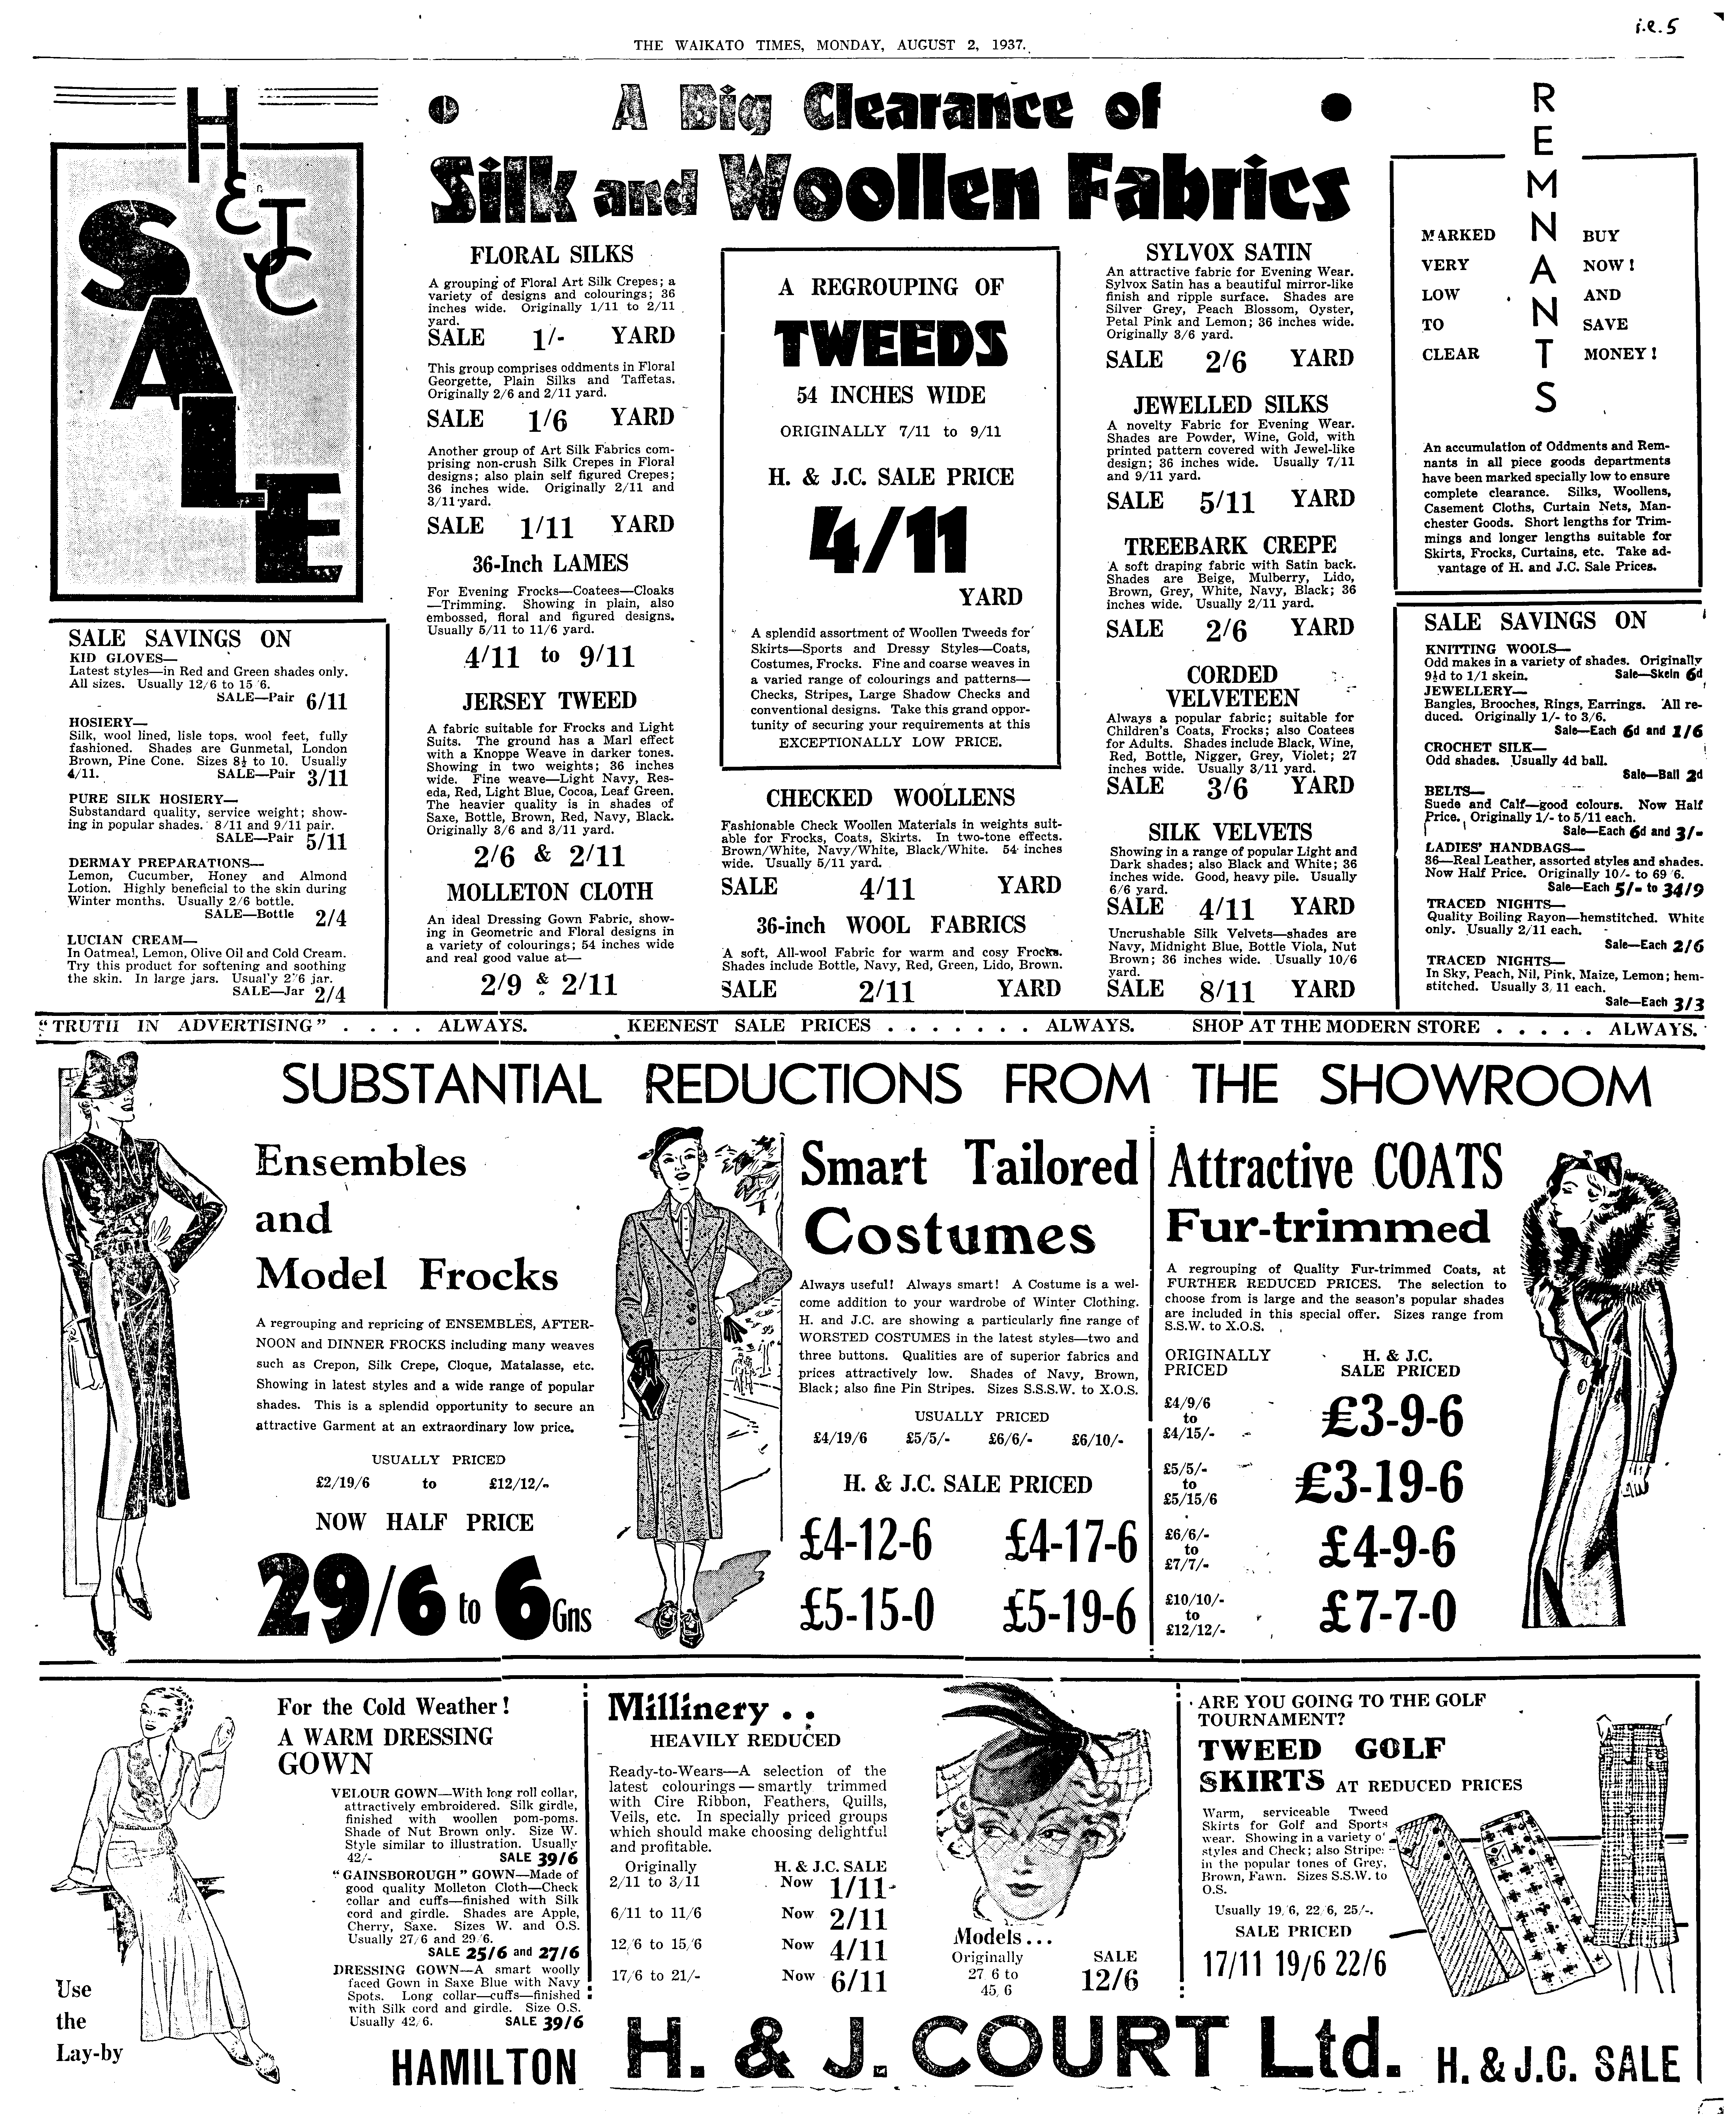 i.e. 5
THE WAIKATO TIMES, MONDAY, AUGUST 2, 1937.
H & J C
SALE
A Big Clearance of
Silk and Woollen Fabrics
SALE SAVINGS ON
KID GLOVES—
Latest styles—in Red and Green shades only.
All sizes. Usually 12/6 to 15/6.
SALE—Pair 6/11
HOSIERY—
Silk, wool lined, lisle tops, wool feet, fully
fashioned. Shades are Gunmetal, London
Brown, Pine Cone. Sizes 8½ to 10. Usually
4/11. SALE—Pair 3/11
PURE SILK HOSIERY—
Substandard quality, service weight; show-
ing in popular shades. 8/11 and 9/11 pair.
SALE—Pair 5/11
DERMAY PREPARATIONS—
Lemon, Cucumber, Honey and Almond
Lotion. Highly beneficial to the skin during
Winter months. Usually 2/6 bottle.
SALE—Bottle 2/4
LUCIAN CREAM—
In Oatmeal, Lemon, Olive Oil and Cold Cream.
Try this product for softening and soothing
the skin. In large jars. Usual'y 2/6 jar.
SALE—Jar 2/4
FLORAL SILKS
A grouping of Floral Art Silk Crepes; a
variety of designs and colourings; 36
inches wide. Originally 1/11 to 2/11
yard.
SALE 1/- YARD
This group comprises oddments in Floral
Georgette, Plain Silks and Taffetas.
Originally 2/6 and 2/11 yard.
SALE 1/6 YARD
Another group of Art Silk Fabrics com-
prising non-crush Silk Crepes in Floral
designs; also plain self figured Crepes;
36 inches wide. Originally 2/11 and
3/11 yard.
SALE 1/11 YARD
36-Inch LAMES
For Evening Frocks—Coatees—Cloaks
—Trimming. Showing in plain, also
embossed, floral and figured designs.
Usually 5/11 to 11/6 yard.
4/11 to 9/11
JERSEY TWEED
A fabric suitable for Frocks and Light
Suits. The ground has a Marl effect
with a Knoppe Weave in darker tones.
Showing in two weights; 36 inches
wide. Fine weave—Light Navy, Res-
eda, Red, Light Blue, Cocoa, Leaf Green.
The heavier quality is in shades of
Saxe, Bottle, Brown, Red, Navy, Black.
Originally 3/6 and 3/11 yard.
2/6 & 2/11
MOLLETON CLOTH
An ideal Dressing Gown Fabric, show-
ing in Geometric and Floral designs in
a variety of colourings; 54 inches wide
and real good value at—
2/9 & 2/11
A REGROUPING OF
TWEEDS
54 INCHES WIDE
ORIGINALLY 7/11 to 9/11
H. & J.C. SALE PRICE
4/11
YARD
A splendid assortment of Woollen Tweeds for
Skirts—Sports and Dressy Styles—Coats,
Costumes, Frocks. Fine and coarse weaves in
a varied range of colourings and patterns—
Checks, Stripes, Large Shadow Checks and
conventional designs. Take this grand oppor-
tunity of securing your requirements at this
EXCEPTIONALLY LOW PRICE.
CHECKED WOOLLENS
Fashionable Check Woollen Materials in weights suit-
able for Frocks, Coats, Skirts. In two-tone effects.
Brown/White, Navy/White, Black/White. 54 inches
wide. Usually 5/11 yard.
SALE 4/11 YARD
36-inch WOOL FABRICS
A soft, All-wool Fabric for warm and cosy Frocks.
Shades include Bottle, Navy, Red, Green, Lido, Brown.
SALE 2/11 YARD
SYLVOX SATIN
An attractive fabric for Evening Wear.
Sylvox Satin has a beautiful mirror-like
finish and ripple surface. Shades are
Silver Grey, Peach Blossom, Oyster,
Petal Pink and Lemon; 36 inches wide.
Originally 3/6 yard.
SALE 2/6 YARD
JEWELLED SILKS
A novelty Fabric for Evening Wear.
Shades are Powder, Wine, Gold, with
printed pattern covered with Jewel-like
design; 36 inches wide. Usually 7/11
and 9/11 yard.
SALE 5/11 YARD
TREEBARK CREPE
A soft draping fabric with Satin back.
Shades are Beige, Mulberry, Lido,
Brown, Grey, White, Navy, Black; 36
inches wide. Usually 2/11 yard.
SALE 2/6 YARD
CORDED
VELVETEEN
Always a popular fabric; suitable for
Children's Coats, Frocks; also Coatees
for Adults. Shades include Black, Wine,
Red, Bottle, Nigger, Grey, Violet; 27
inches wide. Usually 3/11 yard.
SALE 3/6 YARD
SILK VELVETS
Showing in a range of popular Light and
Dark shades; also Black and White; 36
inches wide. Good, heavy pile. Usually
6/6 yard.
SALE 4/11 YARD
Uncrushable Silk Velvets—shades are
Navy, Midnight Blue, Bottle Viola, Nut
Brown; 36 inches wide. Usually 10/6
yard.
SALE 8/11 YARD
REMNANTS
MARKED
VERY
LOW
TO
CLEAR
BUY
NOW!
AND
SAVE
MONEY!
An accumulation of Oddments and Rem-
nants in all piece goods departments
have been marked specially low to ensure
complete clearance. Silks, Woollens,
Casement Cloths, Curtain Nets, Man-
chester Goods. Short lengths for Trim-
mings and longer lengths suitable for
Skirts, Frocks, Curtains, etc. Take ad-
vantage of H. and J.C. Sale Prices.
SALE SAVINGS ON
KNITTING WOOLS—
Odd makes in a variety of shades. Originally
9½d to 1/1 skein. Sale—Skein 6d
JEWELLERY—
Bangles, Brooches, Rings, Earrings. All re-
duced. Originally 1/- to 3/6.
Sale—Each 6d and 1/6
CROCHET SILK—
Odd shades. Usually 4d ball.
Sale—Ball 2d
BELTS—
Suede and Calf—good colours. Now Half
Price. Originally 1/- to 5/11 each.
Sale—Each 6d and 3/-
LADIES' HANDBAGS—
36—Real Leather, assorted styles and shades.
Now Half Price. Originally 10/- to 69/6.
Sale—Each 5/- to 34/9
TRACED NIGHTS—
Quality Boiling Rayon—hemstitched. White
only. Usually 2/11 each.
Sale—Each 2/6
TRACED NIGHTS—
In Sky, Peach, Nil, Pink, Maize, Lemon; hem-
stitched. Usually 3/11 each.
Sale—Each 3/3
"TRUTH IN ADVERTISING" . . . . ALWAYS. KEENEST SALE PRICES . . . . . . . ALWAYS. SHOP AT THE MODERN STORE . . . . . ALWAYS.
SUBSTANTIAL REDUCTIONS FROM THE SHOWROOM
Ensembles
and
Model Frocks
A regrouping and repricing of ENSEMBLES, AFTER-
NOON and DINNER FROCKS including many weaves
such as Crepon, Silk Crepe, Cloque, Matalasse, etc.
Showing in latest styles and a wide range of popular
shades. This is a splendid opportunity to secure an
attractive Garment at an extraordinary low price.
USUALLY PRICED
£2/19/6 to £12/12/-
NOW HALF PRICE
29/6 to 6 Gns
Smart Tailored
Costumes
Always useful! Always smart! A Costume is a wel-
come addition to your wardrobe of Winter Clothing.
H. and J.C. are showing a particularly fine range of
WORSTED COSTUMES in the latest styles—two and
three buttons. Qualities are of superior fabrics and
prices attractively low. Shades of Navy, Brown,
Black; also fine Pin Stripes. Sizes S.S.S.W. to X.O.S.
USUALLY PRICED
£4/19/6 £5/5/- £6/6/- £6/10/-
H. & J.C. SALE PRICED
£4-12-6 £4-17-6
£5-15-0 £5-19-6
Attractive COATS
Fur-trimmed
A regrouping of Quality Fur-trimmed Coats, at
FURTHER REDUCED PRICES. The selection to
choose from is large and the season's popular shades
are included in this special offer. Sizes range from
S.S.W. to X.O.S.
ORIGINALLY H. & J.C.
PRICED SALE PRICED
£4/9/6
to
£4/15/-
£3-9-6
£5/5/-
to
£5/15/6
£3-19-6
£6/6/-
to
£7/7/-
£4-9-6
£10/10/-
to
£12/12/-
£7-7-0
For the Cold Weather!
A WARM DRESSING
GOWN
VELOUR GOWN—With long roll collar,
attractively embroidered. Silk girdle,
finished with woollen pom-poms.
Shade of Nut Brown only. Size W.
Style similar to illustration. Usually
42/- SALE 39/6
"GAINSBOROUGH" GOWN—Made of
good quality Molleton Cloth—Check
collar and cuffs—finished with Silk
cord and girdle. Shades are Apple,
Cherry, Saxe. Sizes W. and O.S.
Usually 27/6 and 29/6.
SALE 25/6 and 27/6
DRESSING GOWN—A smart woolly
faced Gown in Saxe Blue with Navy
Spots. Long collar—cuffs—finished
with Silk cord and girdle. Size O.S.
Usually 42/6. SALE 39/6
Use
the
Lay-by
Millinery . .
HEAVILY REDUCED
Ready-to-Wears—A selection of the
latest colourings—smartly trimmed
with Cire Ribbon, Feathers, Quills,
Veils, etc. In specially priced groups
which should make choosing delightful
and profitable.
Originally H. & J.C. SALE
2/11 to 3/11 Now 1/11
6/11 to 11/6 Now 2/11
12/6 to 15/6 Now 4/11
17/6 to 21/- Now 6/11
Models...
Originally SALE
27/6 to 12/6
45/6
ARE YOU GOING TO THE GOLF
TOURNAMENT?
TWEED GOLF
SKIRTS AT REDUCED PRICES
Warm, serviceable Tweed
Skirts for Golf and Sports
wear. Showing in a variety o'
styles and Check; also Stripe:
in the popular tones of Grey,
Brown, Fawn. Sizes S.S.W. to
O.S.
Usually 19/6, 22/6, 25/-.
SALE PRICED
17/11 19/6 22/6
HAMILTON H. & J. COURT Ltd. H. & J.C. SALE